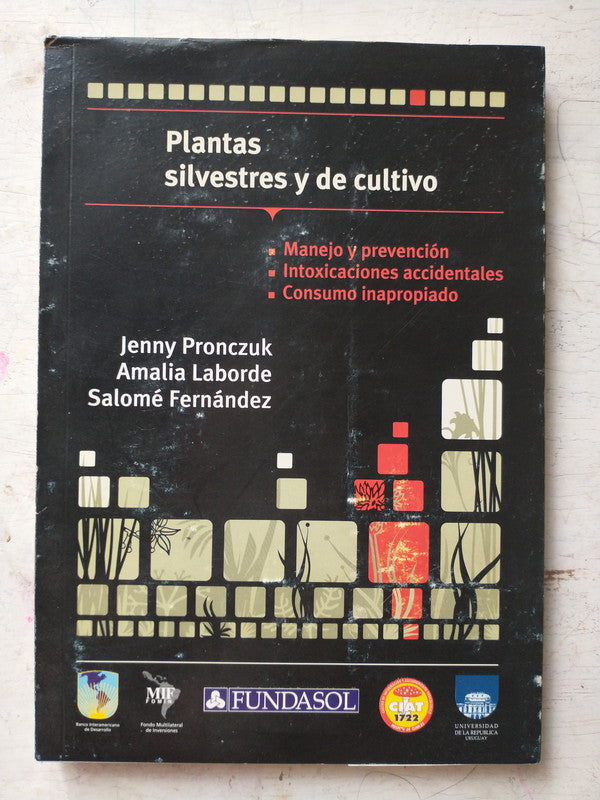 Plantas
silvestres y de cultivo
Manejo y prevención
Intoxicaciones accidentales
Consumo inapropiado
Jenny Pronczuk
Amalia Laborde
Salomé Fernández
Banco Interamericano
de Desarrollo
MIF
FOMIN
Fondo Multilateral
de Inversiones
FUNDASOL
CIAT
1722
UNIVERSIDAD
DE LA REPUBLICA
URUGUAY